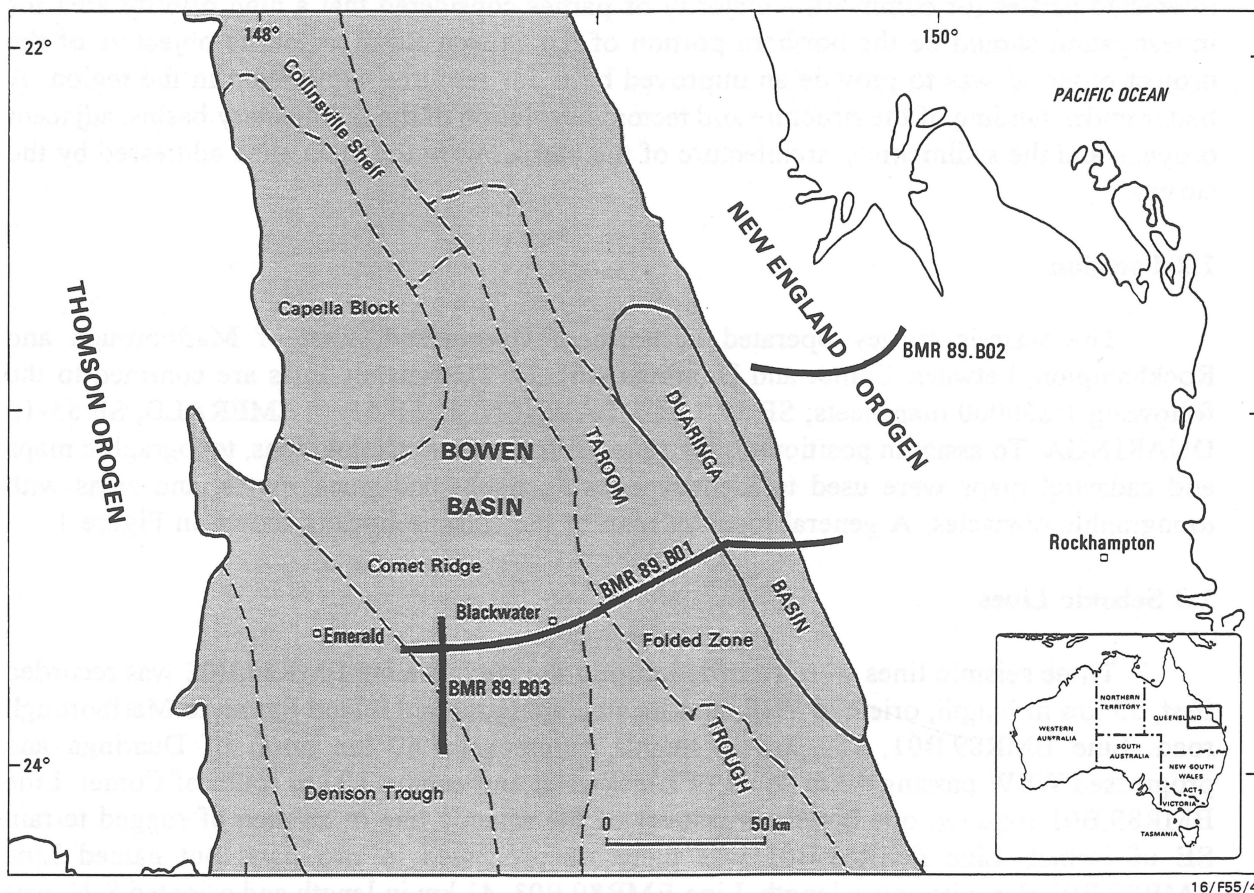 148°
150°
22°
PACIFIC OCEAN
Collinsville Shelf
NEW ENGLAND OROGEN
THOMSON OROGEN
Capella Block
BMR 89.B02
DUARINGA BASIN
TAROOM TROUGH
BOWEN
BASIN
Rockhampton
Comet Ridge
BMR 89.B01
Blackwater
Emerald
Folded Zone
BMR 89.B03
24°
Denison Trough
0 50 km
NORTHERN
TERRITORY
QUEENSLAND
WESTERN
AUSTRALIA
SOUTH
AUSTRALIA
NEW SOUTH
WALES
ACT
VICTORIA
TASMANIA
16/F55/4